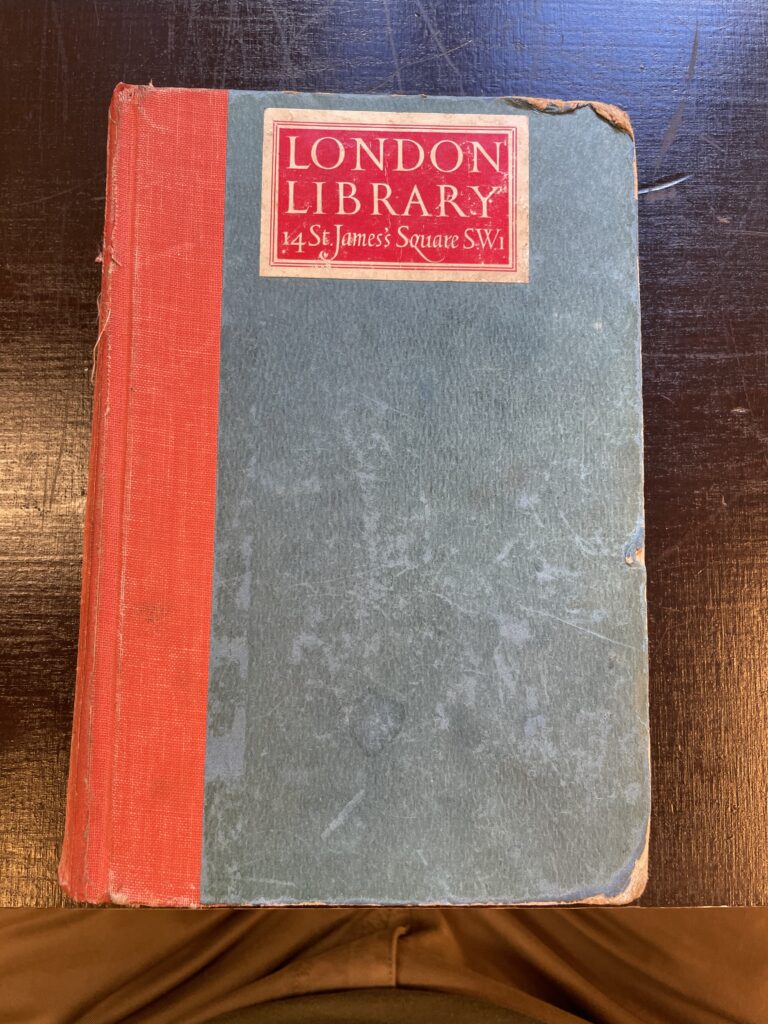 LONDON
LIBRARY
14 St. James's Square S.W.1